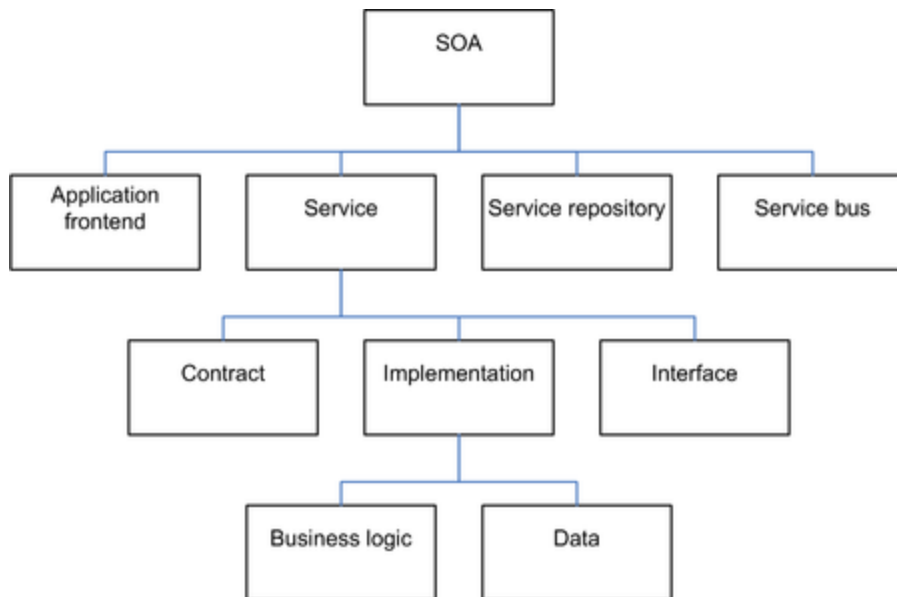 SOA
Application
frontend
Service
Service repository
Service bus
Contract
Implementation
Interface
Business logic
Data